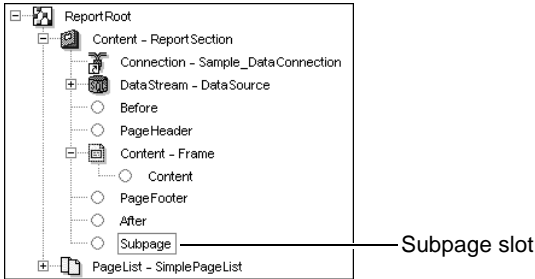 ReportRoot
Content - ReportSection
Connection - Sample_DataConnection
DataStream - DataSource
Before
PageHeader
Content - Frame
Content
PageFooter
After
Subpage
Subpage slot
PageList - SimplePageList